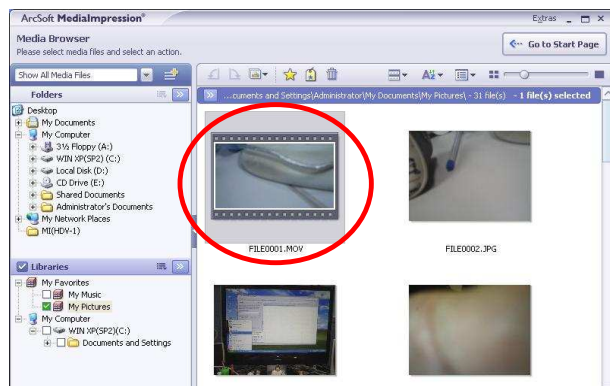 ArcSoft MediaImpression®
Extras
Media Browser
Please select media files and select an action.
Go to Start Page
Show All Media Files
Folders
...cuments and Settings\Administrator\My Documents\My Pictures\ - 31 file(s) - 1 file(s) selected
Desktop
My Documents
My Computer
3½ Floppy (A:)
WIN XP(SP2) (C:)
Local Disk (D:)
CD Drive (E:)
Shared Documents
Administrator's Documents
My Network Places
MI(HDV-1)
FILE0001.MOV
FILE0002.JPG
Libraries
My Favorites
My Music
My Pictures
My Computer
WIN XP(SP2)(C:)
Documents and Settings